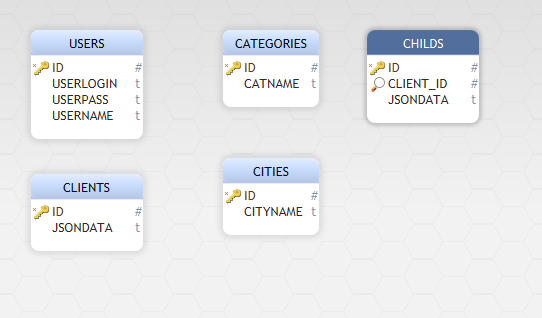 USERS
ID #
USERLOGIN t
USERPASS t
USERNAME t
CATEGORIES
ID #
CATNAME t
CHILDS
ID #
CLIENT_ID #
JSONDATA t
CLIENTS
ID #
JSONDATA t
CITIES
ID #
CITYNAME t